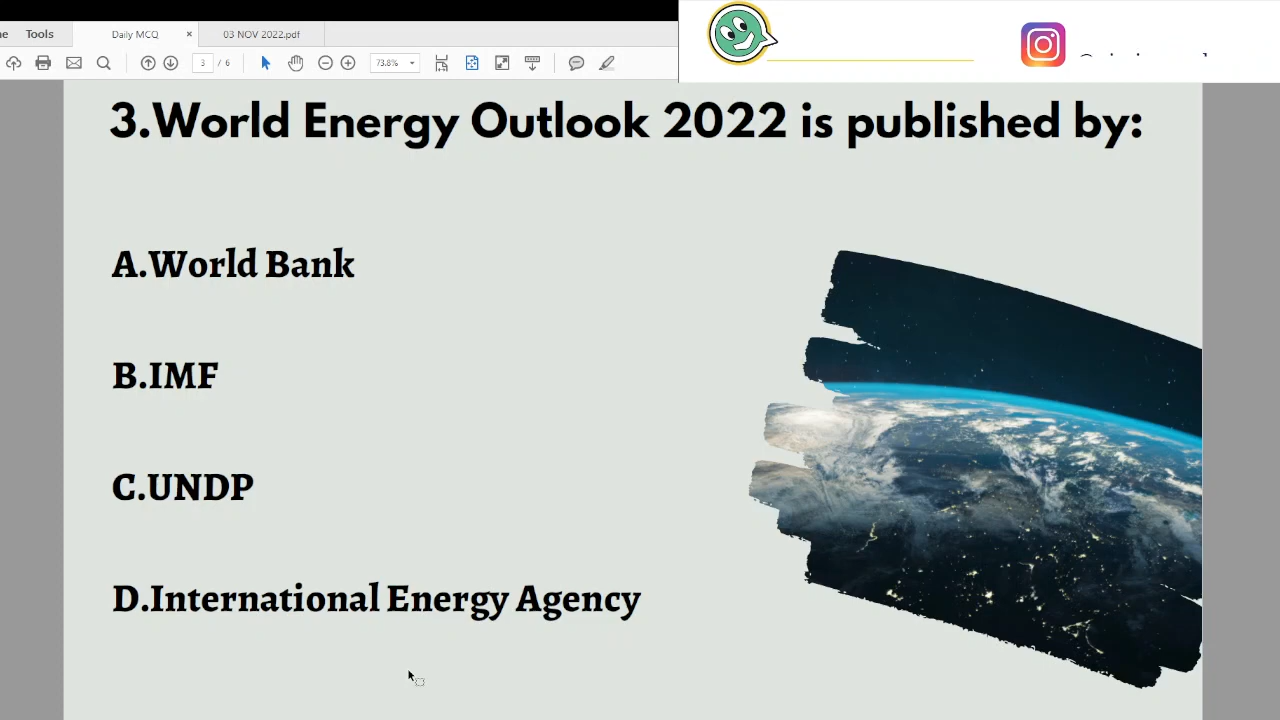 Tools
Daily MCQ
03 NOV 2022.pdf
3 / 6
73.8%
3.World Energy Outlook 2022 is published by:
A.World Bank
B.IMF
C.UNDP
D.International Energy Agency